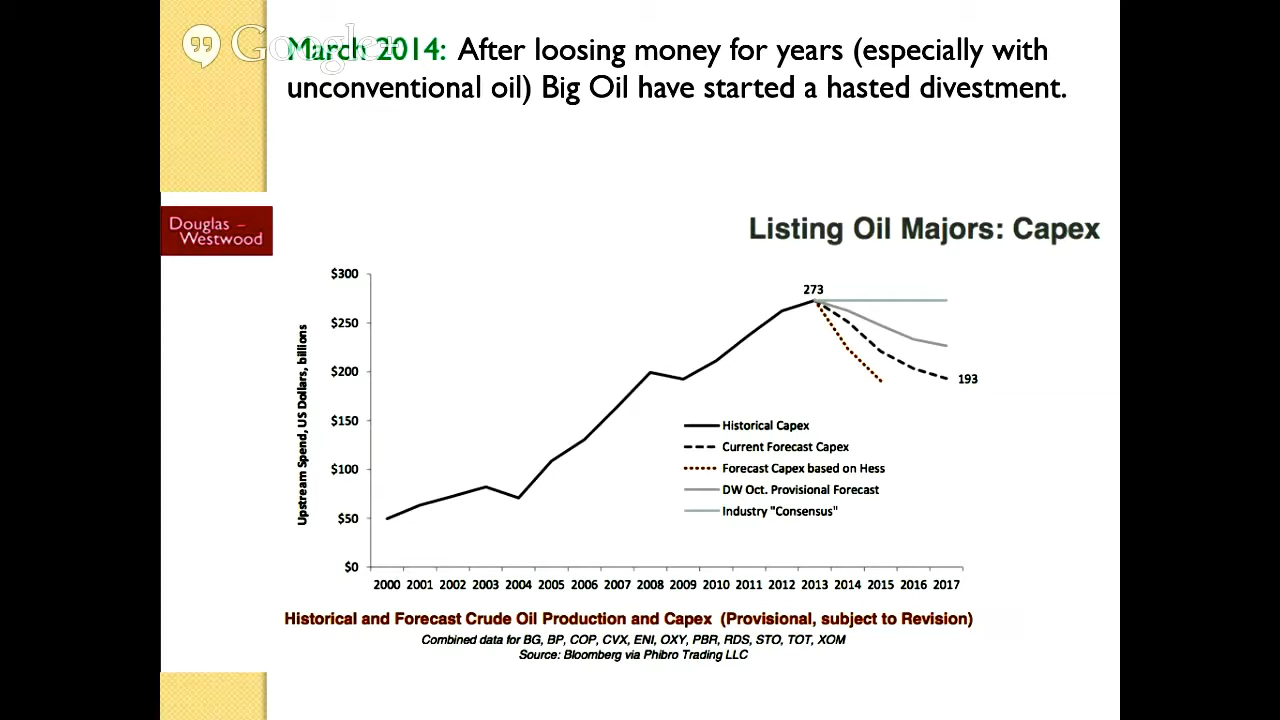 Google+
March 2014: After loosing money for years (especially with
unconventional oil) Big Oil have started a hasted divestment.
Douglas –
Westwood
Listing Oil Majors: Capex
Upstream Spend, US Dollars, billions
$300
$250
$200
$150
$100
$50
$0
273
193
Historical Capex
Current Forecast Capex
Forecast Capex based on Hess
DW Oct. Provisional Forecast
Industry "Consensus"
2000 2001 2002 2003 2004 2005 2006 2007 2008 2009 2010 2011 2012 2013 2014 2015 2016 2017
Historical and Forecast Crude Oil Production and Capex (Provisional, subject to Revision)
Combined data for BG, BP, COP, CVX, ENI, OXY, PBR, RDS, STO, TOT, XOM
Source: Bloomberg via Phibro Trading LLC